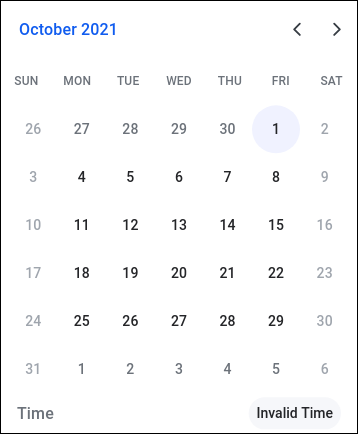 October 2021
SUN MON TUE WED THU FRI SAT
26 27 28 29 30 1 2
3 4 5 6 7 8 9
10 11 12 13 14 15 16
17 18 19 20 21 22 23
24 25 26 27 28 29 30
31 1 2 3 4 5 6
Time Invalid Time